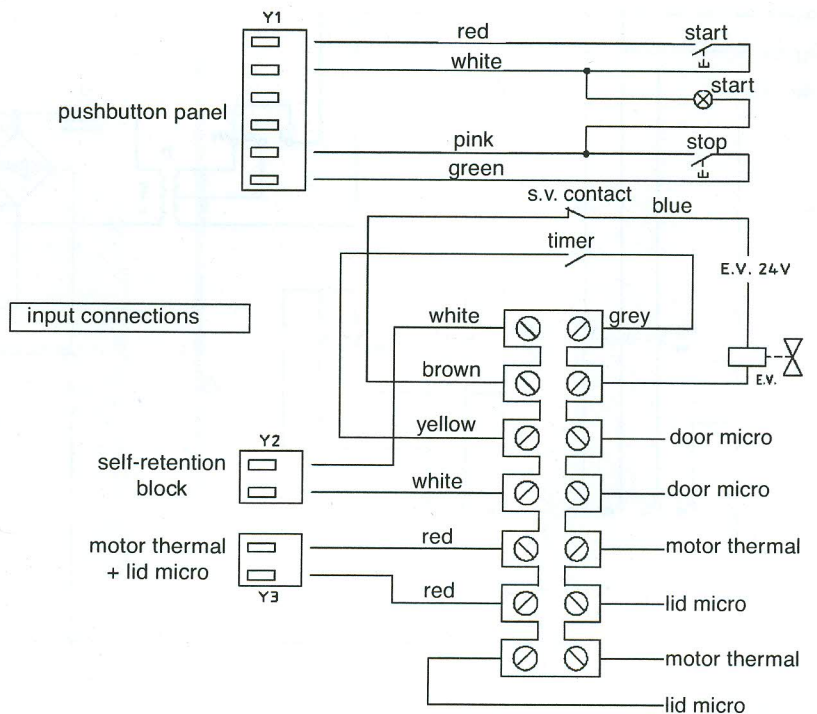 Y1
red
start
white
start
pushbutton panel
pink
stop
green
s.v. contact
blue
timer
E.V. 24V
input connections
white
grey
brown
E.V.
yellow
door micro
Y2
self-retention
block
white
door micro
motor thermal
+ lid micro
red
motor thermal
Y3
red
lid micro
motor thermal
lid micro